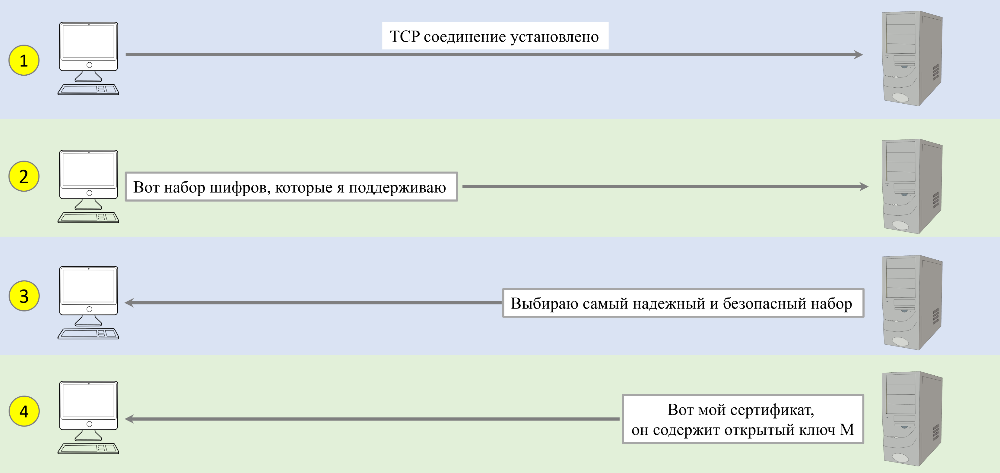 1
TCP соединение установлено
2
Вот набор шифров, которые я поддерживаю
3
Выбираю самый надежный и безопасный набор
4
Вот мой сертификат,
он содержит открытый ключ М